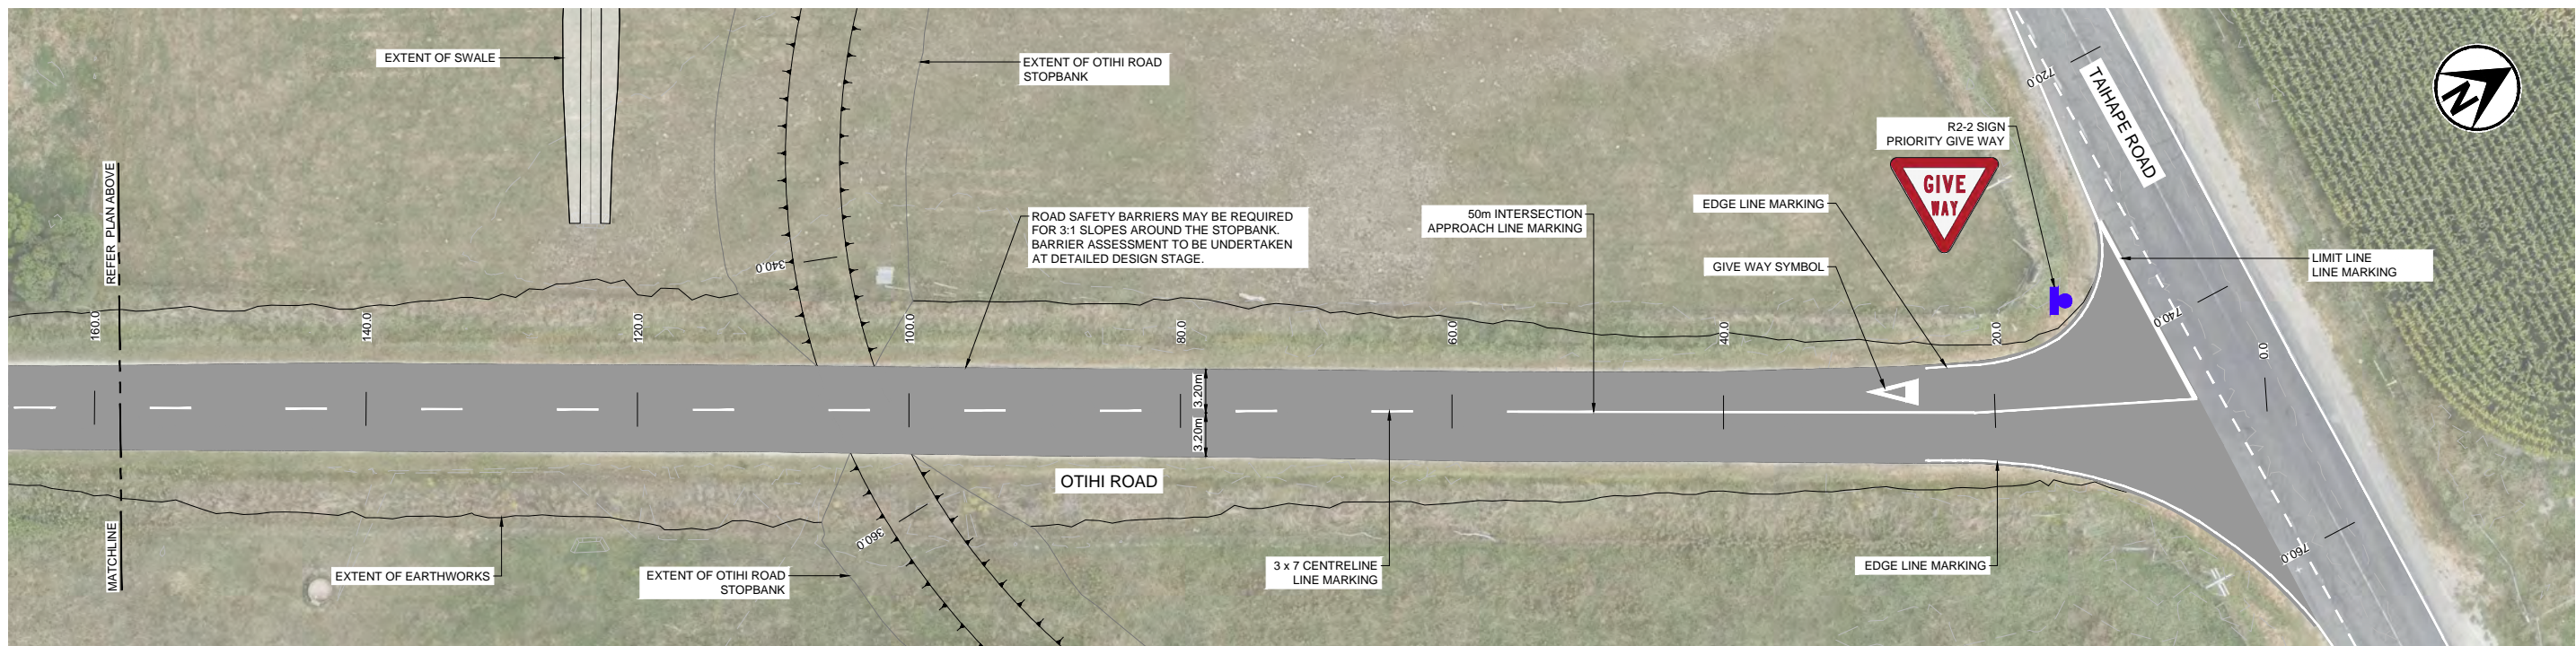 EXTENT OF SWALE
EXTENT OF OTIHI ROAD
STOPBANK
720.0
TAIHAPE ROAD
N
R2-2 SIGN
PRIORITY GIVE WAY
GIVE
WAY
REFER PLAN ABOVE
ROAD SAFETY BARRIERS MAY BE REQUIRED
FOR 3:1 SLOPES AROUND THE STOPBANK.
BARRIER ASSESSMENT TO BE UNDERTAKEN
AT DETAILED DESIGN STAGE.
50m INTERSECTION
APPROACH LINE MARKING
EDGE LINE MARKING
GIVE WAY SYMBOL
LIMIT LINE
LINE MARKING
340.0
160.0
140.0
120.0
100.0
80.0
60.0
40.0
20.0
740.0
0.0
3.20m
3.20m
OTIHI ROAD
MATCHLINE
360.0
760.0
EXTENT OF EARTHWORKS
EXTENT OF OTIHI ROAD
STOPBANK
3 x 7 CENTRELINE
LINE MARKING
EDGE LINE MARKING